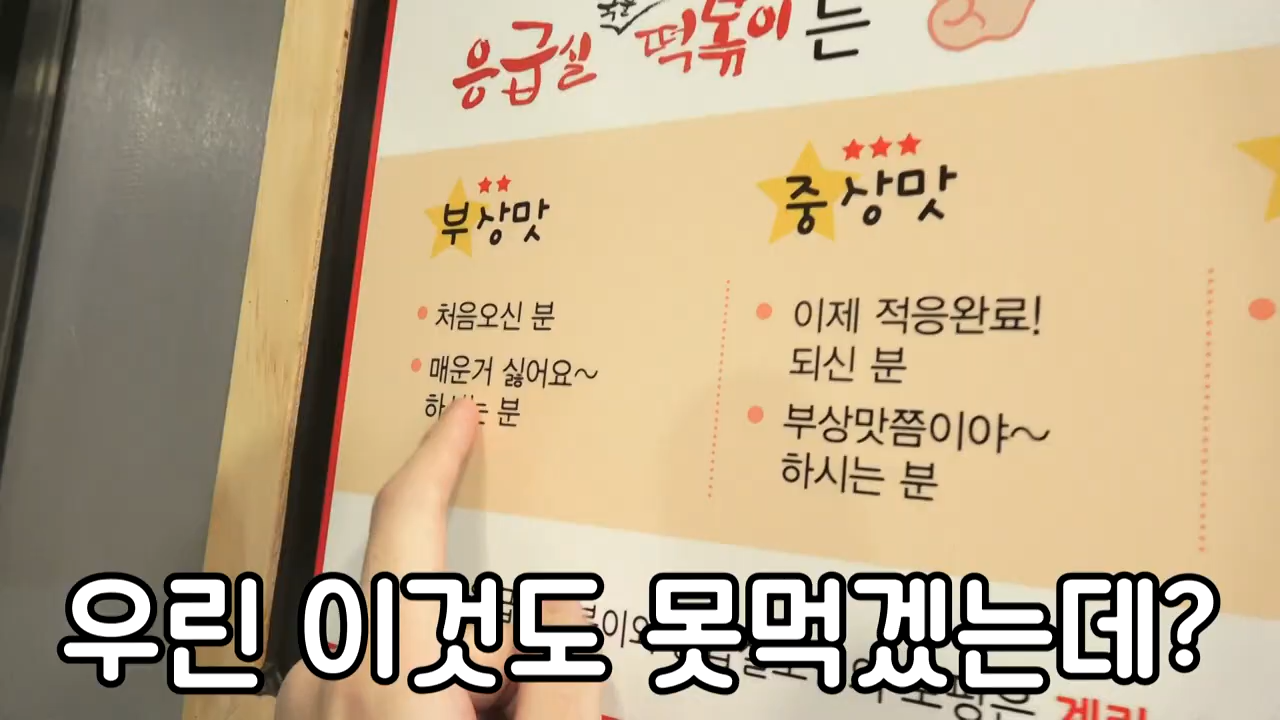 국물
응급실 떡볶이는
부상맛
처음오신 분
매운거 싫어요~
하시는 분
중상맛
이제 적응완료!
되신 분
부상맛쯤이야~
하시는 분
우린 이것도 못먹겠는데?